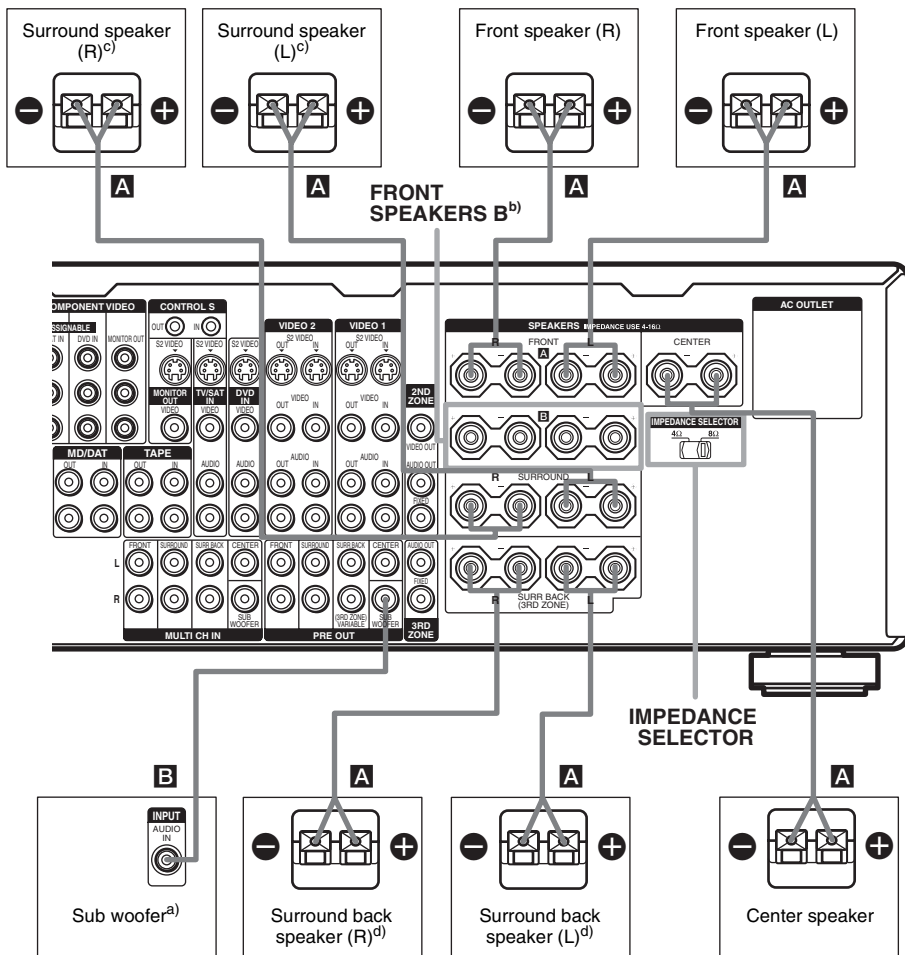 Surround speaker
(R)c)
Surround speaker
(L)c)
Front speaker (R)
Front speaker (L)
A
A
A
A
FRONT
SPEAKERS Bb)
COMPONENT VIDEO
ASSIGNABLE
DVD IN
MONITOR OUT
CONTROL S
OUT
IN
S2 VIDEO
S2 VIDEO
S2 VIDEO
MONITOR
OUT
TV/SAT
IN
DVD
IN
VIDEO
VIDEO
VIDEO
AUDIO
AUDIO
VIDEO 2
S2 VIDEO
OUT IN
VIDEO
OUT IN
AUDIO
OUT IN
VIDEO 1
S2 VIDEO
OUT IN
VIDEO
OUT IN
AUDIO
OUT IN
2ND
ZONE
VIDEO OUT
AUDIO OUT
FIXED
SPEAKERS IMPEDANCE USE 4-16Ω
R FRONT L
A
B
CENTER
IMPEDANCE SELECTOR
4Ω 8Ω
R SURROUND L
SURR BACK
(3RD ZONE)
R L
AC OUTLET
MD/DAT
OUT IN
TAPE
OUT IN
L
R
FRONT
SURROUND
SURR BACK
CENTER
SUB
WOOFER
MULTI CH IN
FRONT
SURROUND
SURR BACK
CENTER
(3RD ZONE)
VARIABLE
SUB
WOOFER
PRE OUT
AUDIO OUT
FIXED
3RD
ZONE
IMPEDANCE
SELECTOR
B
A
A
A
INPUT
AUDIO
IN
Sub woofera)
Surround back
speaker (R)d)
Surround back
speaker (L)d)
Center speaker